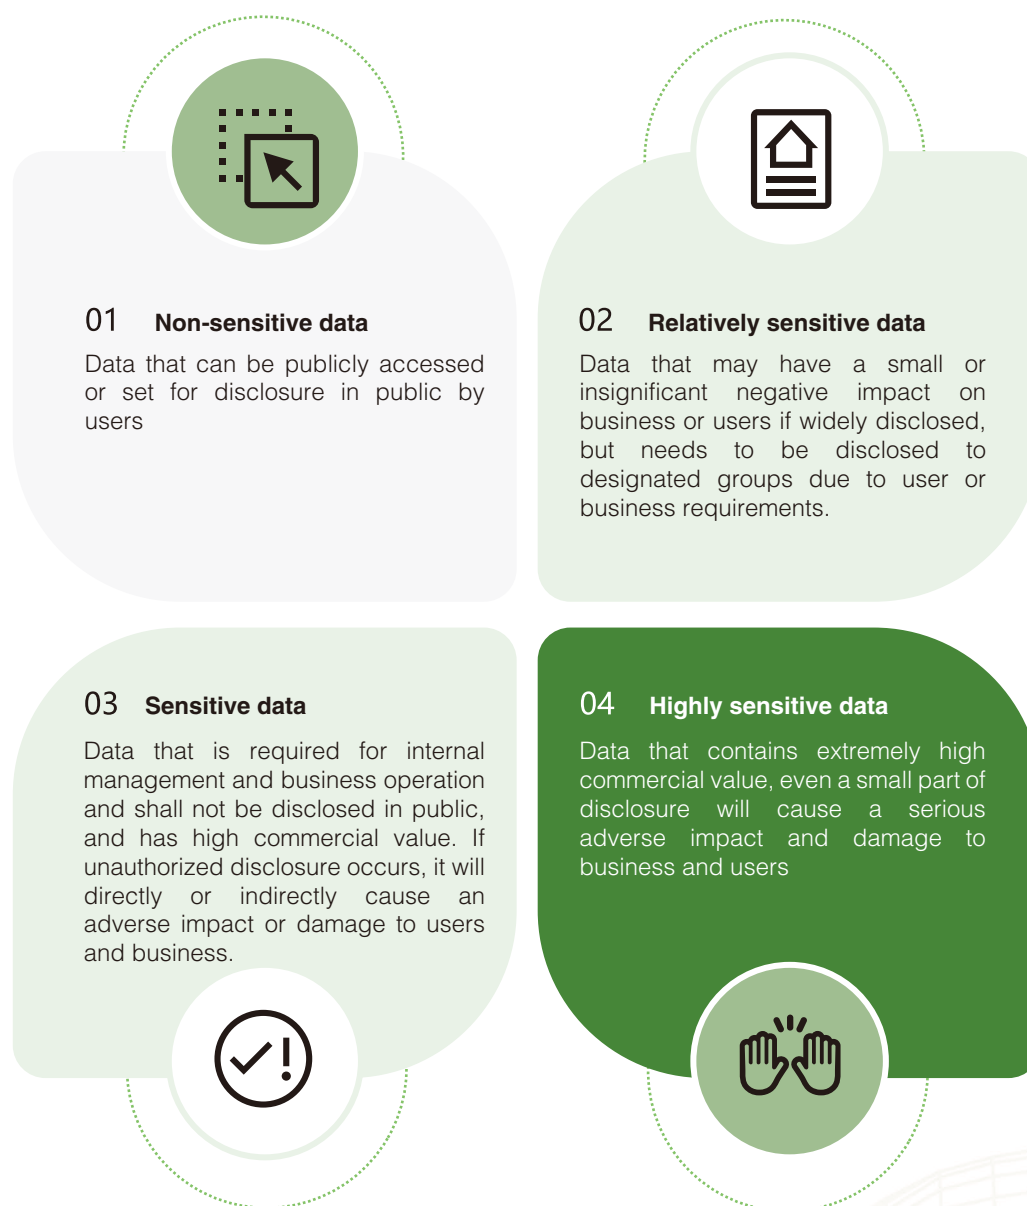 01 Non-sensitive data
Data that can be publicly accessed
or set for disclosure in public by
users
02 Relatively sensitive data
Data that may have a small or
insignificant negative impact on
business or users if widely disclosed,
but needs to be disclosed to
designated groups due to user or
business requirements.
03 Sensitive data
Data that is required for internal
management and business operation
and shall not be disclosed in public,
and has high commercial value. If
unauthorized disclosure occurs, it will
directly or indirectly cause an
adverse impact or damage to users
and business.
04 Highly sensitive data
Data that contains extremely high
commercial value, even a small part of
disclosure will cause a serious
adverse impact and damage to
business and users